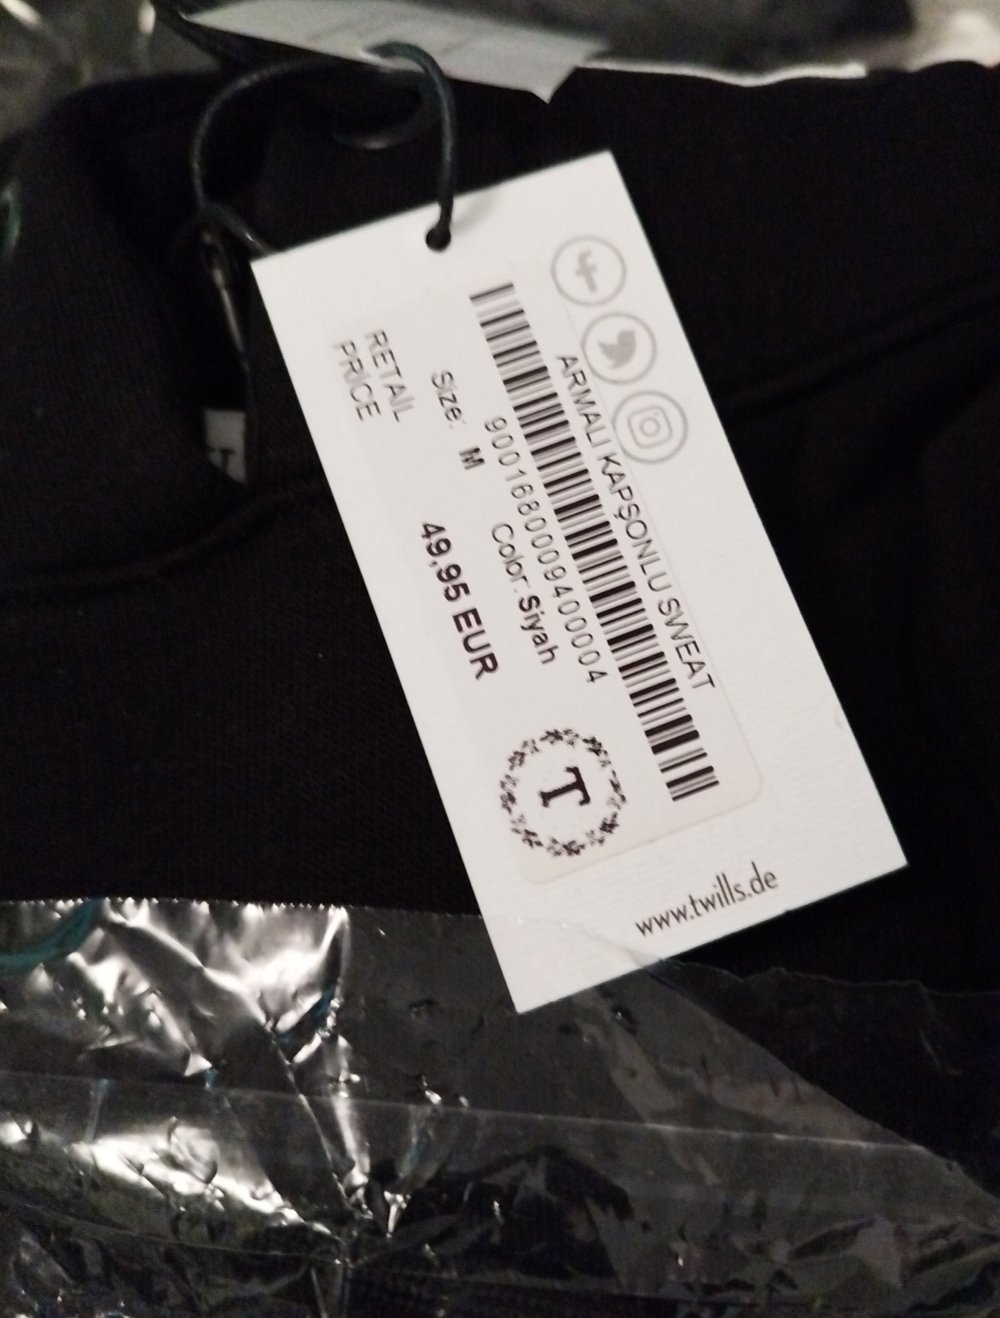 ARMALI KAPŞONLU SWEAT
9001680009400004
Size: M
Color: Siyah
RETAIL
PRICE
49,95 EUR
T
www.twills.de